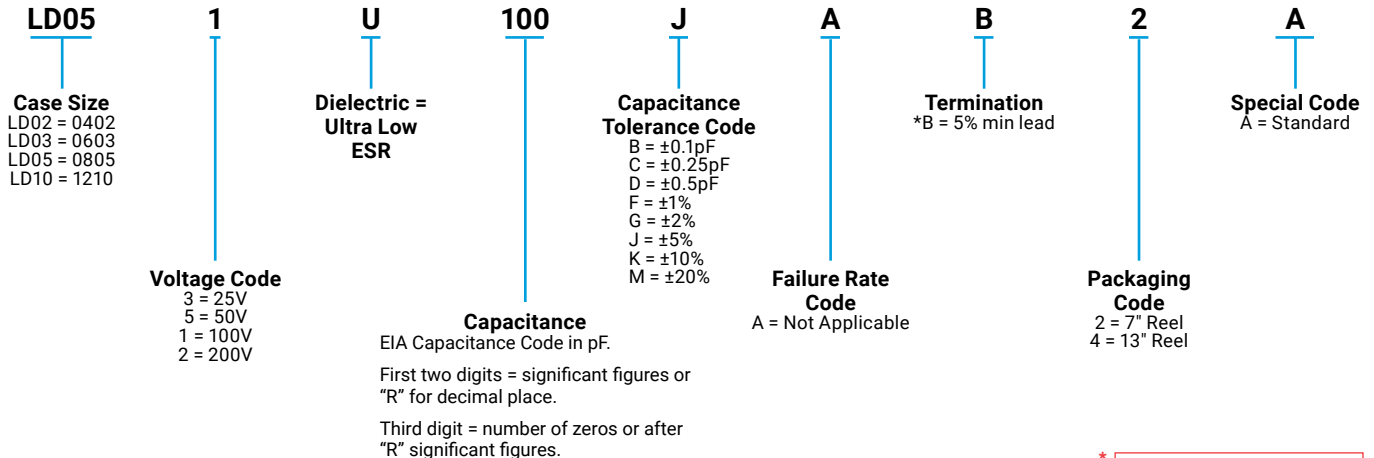 LD05 1 U 100 J A B 2 A
Case Size
LD02 = 0402
LD03 = 0603
LD05 = 0805
LD10 = 1210
Voltage Code
3 = 25V
5 = 50V
1 = 100V
2 = 200V
Dielectric =
Ultra Low
ESR
Capacitance
EIA Capacitance Code in pF.
First two digits = significant figures or
“R” for decimal place.
Third digit = number of zeros or after
“R” significant figures.
Capacitance
Tolerance Code
B = ±0.1pF
C = ±0.25pF
D = ±0.5pF
F = ±1%
G = ±2%
J = ±5%
K = ±10%
M = ±20%
Failure Rate
Code
A = Not Applicable
Termination
*B = 5% min lead
Packaging
Code
2 = 7" Reel
4 = 13" Reel
Special Code
A = Standard
*